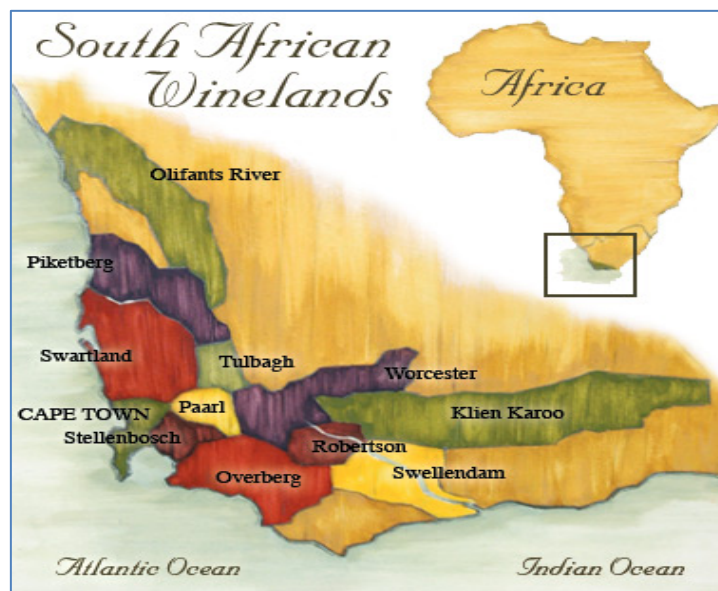 South African
Winelands
Africa
Olifants River
Piketberg
Swartland
Tulbagh
Worcester
CAPE TOWN
Paarl
Klien Karoo
Stellenbosch
Robertson
Overberg
Swellendam
Atlantic Ocean
Indian Ocean